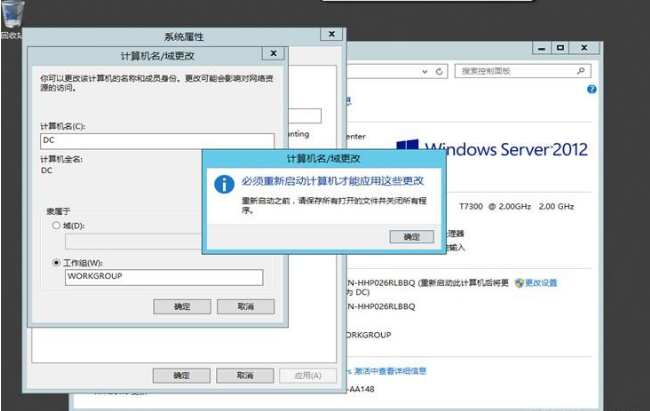 回收站
系统属性
计算机名/域更改
你可以更改该计算机的名称和成员身份。更改可能会影响对网络资
源的访问。
计算机名(C):
DC
计算机全名:
DC
隶属于
域(D):
工作组(W):
WORKGROUP
确定
取消
确定
取消
应用(A)
计算机名/域更改
必须重新启动计算机才能应用这些更改
重新启动之前，请保存所有打开的文件并关闭所有程
序。
确定
搜索控制面板
息
enter
Windows Server 2012
unting
T7300 @ 2.00GHz 2.00 GHz
理器
输入
N-HHP026RLBBQ (重新启动此计算机后将更
为 DC)
更改设置
N-HHP026RLBBQ
ORKGROUP
s 激活中查看详细信息
-AA148